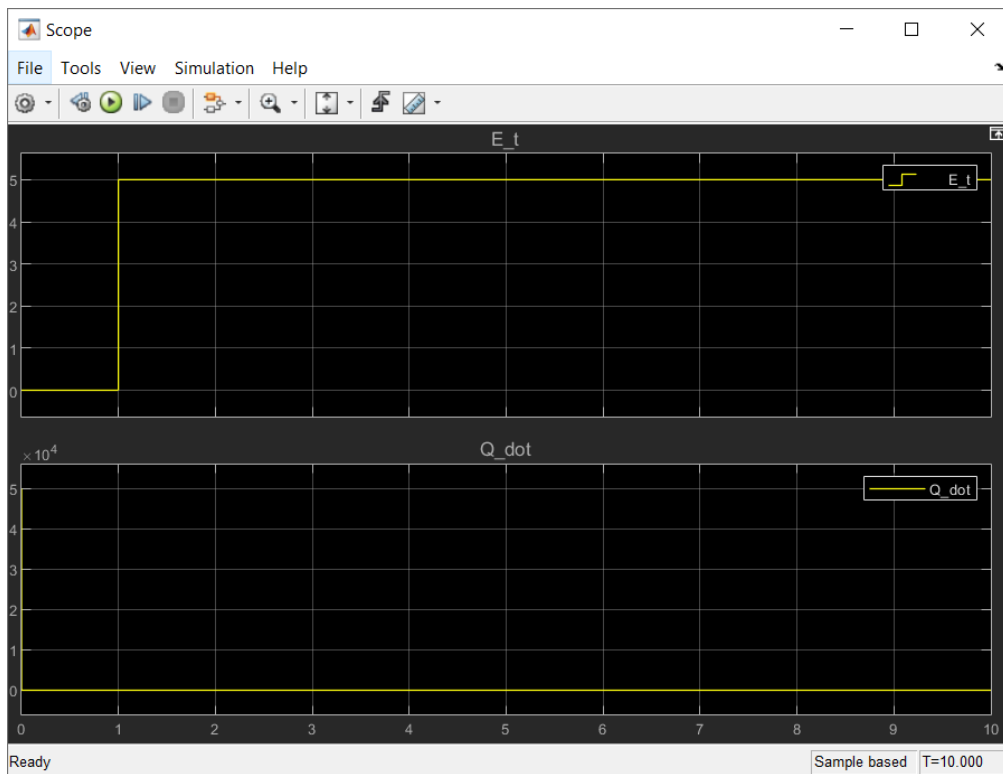 Scope
File Tools View Simulation Help
E_t
5
4
3
2
1
0
E_t
Q_dot
×10⁴
5
4
3
2
1
0
Q_dot
0 1 2 3 4 5 6 7 8 9 10
Ready
Sample based T=10.000